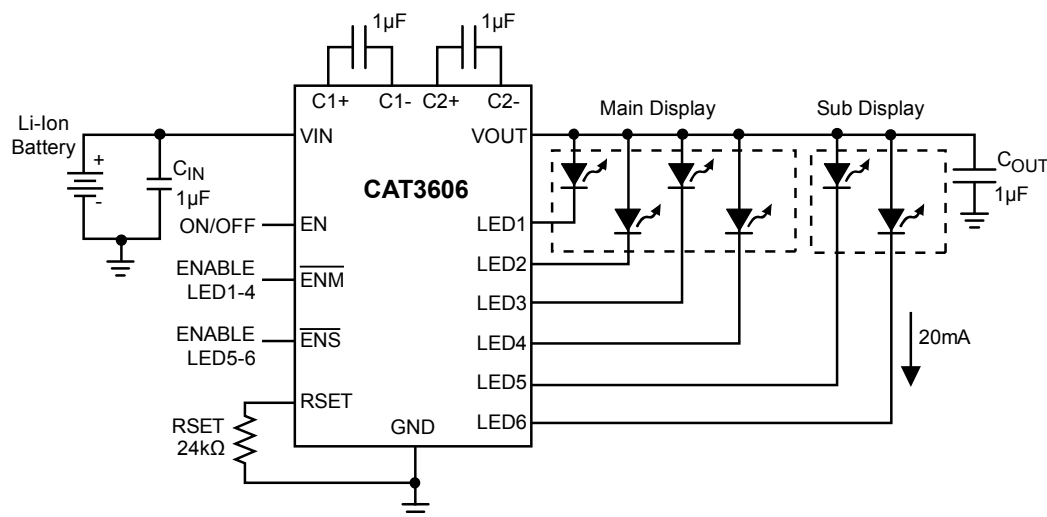 1µF
1µF
C1+
C1-
C2+
C2-
Li-Ion
Battery
+
-
CIN
1µF
VIN
VOUT
Main Display
Sub Display
COUT
1µF
CAT3606
ON/OFF
EN
LED1
ENABLE
LED1-4
ENM
LED2
LED3
ENABLE
LED5-6
ENS
LED4
20mA
LED5
RSET
RSET
24kΩ
GND
LED6